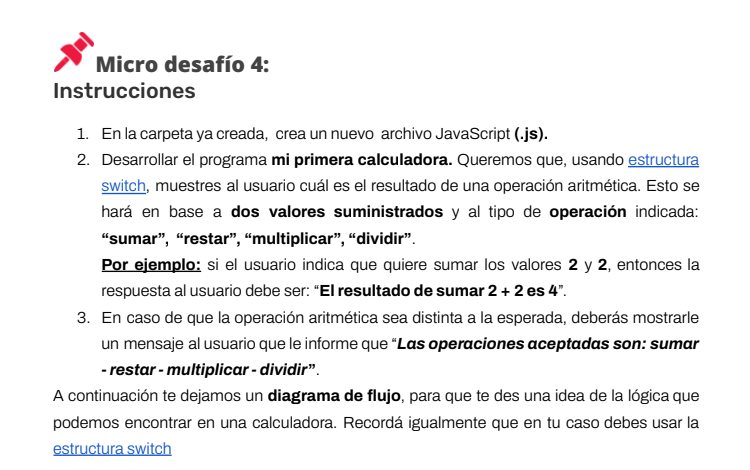 Micro desafío 4:
Instrucciones
1. En la carpeta ya creada, crea un nuevo archivo JavaScript (.js).
2. Desarrollar el programa mi primera calculadora. Queremos que, usando estructura
switch, muestres al usuario cuál es el resultado de una operación aritmética. Esto se
hará en base a dos valores suministrados y al tipo de operación indicada:
“sumar”, “restar”, “multiplicar”, “dividir”.
Por ejemplo: si el usuario indica que quiere sumar los valores 2 y 2, entonces la
respuesta al usuario debe ser: “El resultado de sumar 2 + 2 es 4”.
3. En caso de que la operación aritmética sea distinta a la esperada, deberás mostrarle
un mensaje al usuario que le informe que “Las operaciones aceptadas son: sumar
- restar - multiplicar - dividir”.
A continuación te dejamos un diagrama de flujo, para que te des una idea de la lógica que
podemos encontrar en una calculadora. Recordá igualmente que en tu caso debes usar la
estructura switch